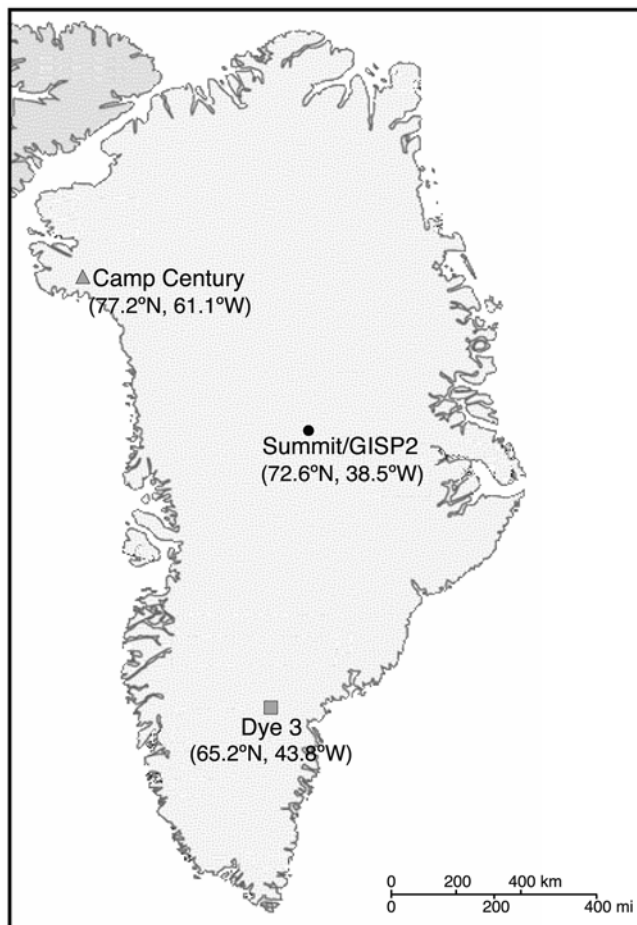 Camp Century
(77.2ºN, 61.1ºW)
Summit/GISP2
(72.6ºN, 38.5ºW)
Dye 3
(65.2ºN, 43.8ºW)
0 200 400 km
0 200 400 mi